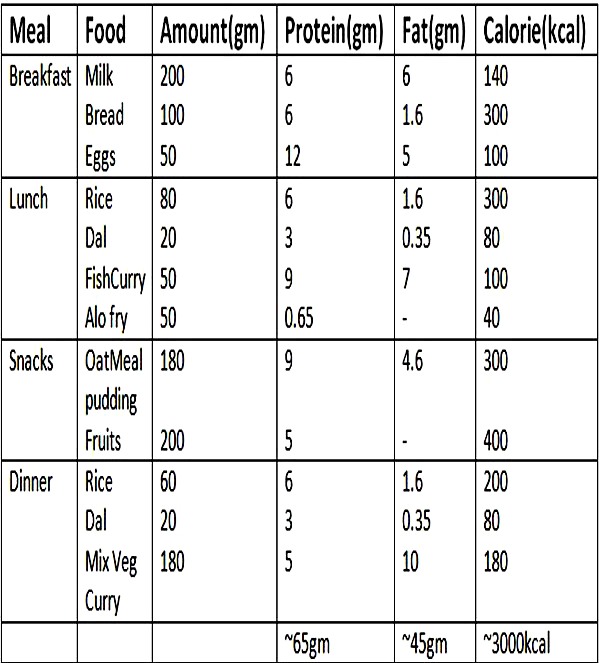 Meal Food Amount(gm) Protein(gm) Fat(gm) Calorie(kcal)
Breakfast Milk 200 6 6 140
Bread 100 6 1.6 300
Eggs 50 12 5 100
Lunch Rice 80 6 1.6 300
Dal 20 3 0.35 80
FishCurry 50 9 7 100
Alo fry 50 0.65 - 40
Snacks OatMeal 180 9 4.6 300
pudding
Fruits 200 5 - 400
Dinner Rice 60 6 1.6 200
Dal 20 3 0.35 80
Mix Veg 180 5 10 180
Curry
~65gm ~45gm ~3000kcal